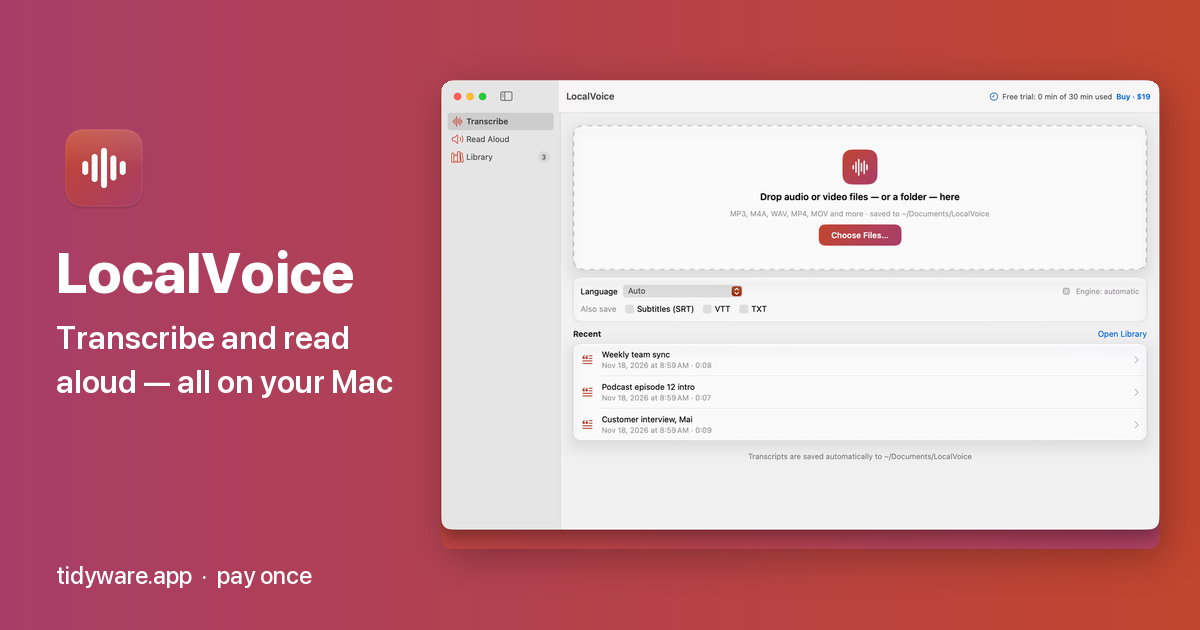 LocalVoice
Transcribe and read
aloud — all on your Mac
tidyware.app · pay once
LocalVoice
Free trial: 0 min of 30 min used Buy · $19
Transcribe
Read Aloud
Library 3
Drop audio or video files — or a folder — here
MP3, M4A, WAV, MP4, MOV and more · saved to ~/Documents/LocalVoice
Choose Files...
Language Auto
Engine: automatic
Also save Subtitles (SRT) VTT TXT
Recent
Open Library
Weekly team sync
Nov 18, 2026 at 8:59 AM · 0:08
Podcast episode 12 intro
Nov 18, 2026 at 8:59 AM · 0:07
Customer interview, Mai
Nov 18, 2026 at 8:59 AM · 0:09
Transcripts are saved automatically to ~/Documents/LocalVoice